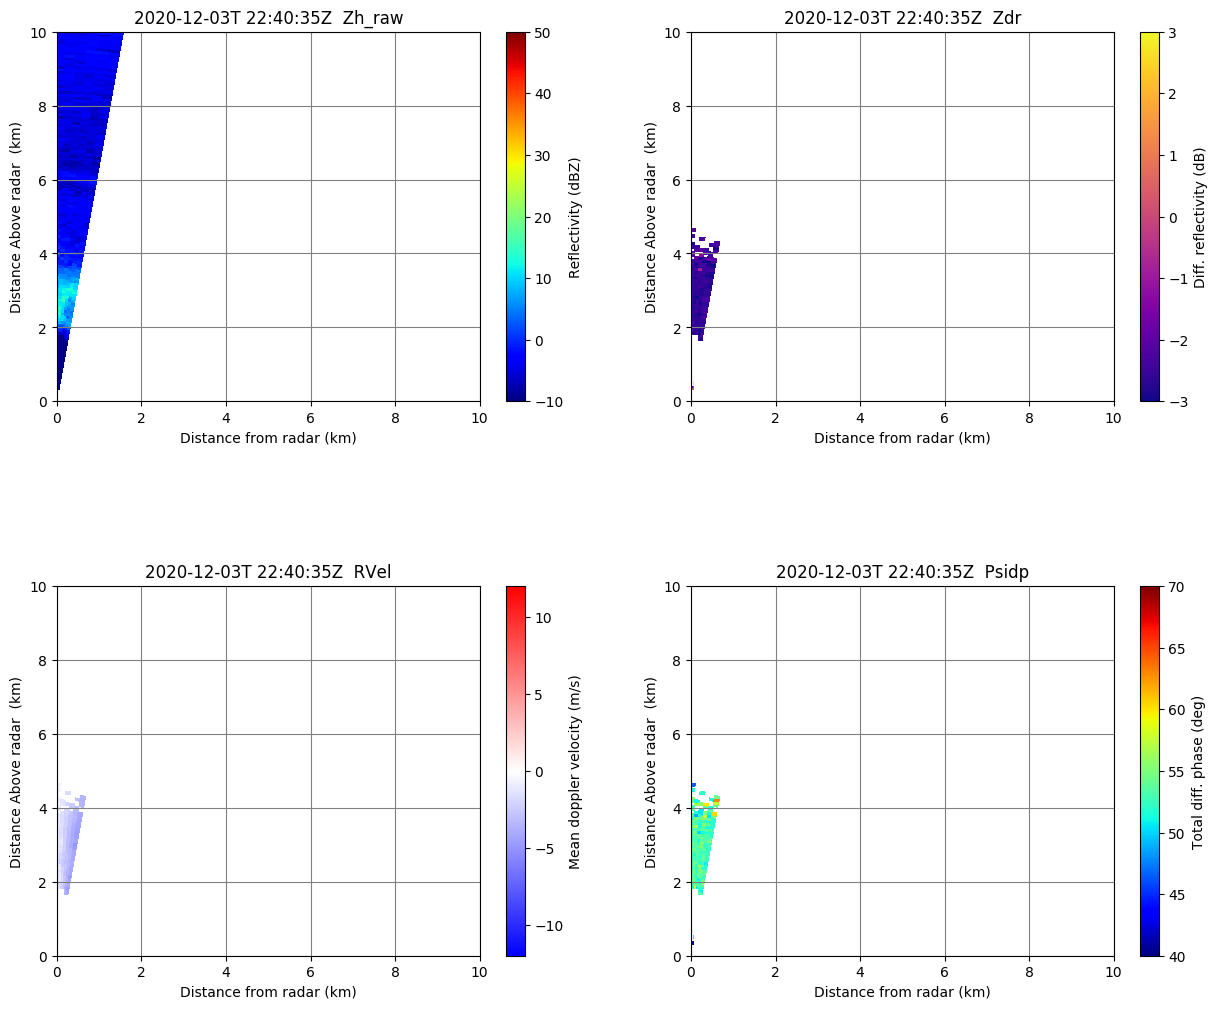 2020-12-03T 22:40:35Z  Zh_raw
10
8
6
4
2
0
Distance Above radar  (km)
0 2 4 6 8 10
Distance from radar (km)
50
40
30
20
10
0
−10
Reflectivity (dBZ)
2020-12-03T 22:40:35Z  Zdr
10
8
6
4
2
0
Distance Above radar  (km)
0 2 4 6 8 10
Distance from radar (km)
3
2
1
0
−1
−2
−3
Diff. reflectivity (dB)
2020-12-03T 22:40:35Z  RVel
10
8
6
4
2
0
Distance Above radar  (km)
0 2 4 6 8 10
Distance from radar (km)
10
5
0
−5
−10
Mean doppler velocity (m/s)
2020-12-03T 22:40:35Z  Psidp
10
8
6
4
2
0
Distance Above radar  (km)
0 2 4 6 8 10
Distance from radar (km)
70
65
60
55
50
45
40
Total diff. phase (deg)